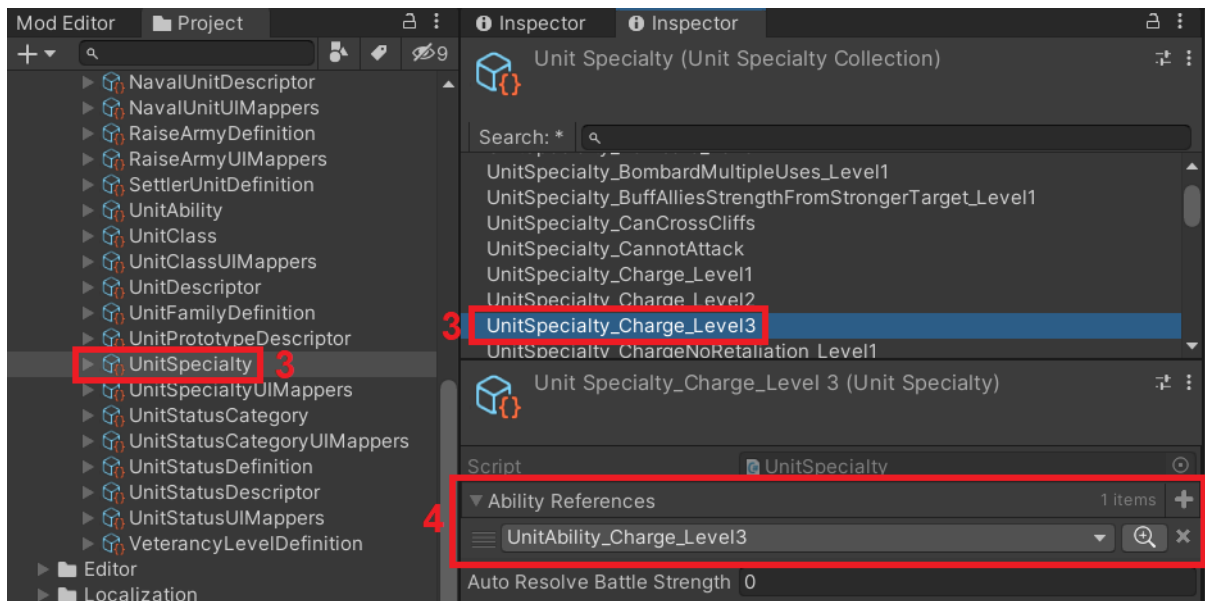 Mod Editor
Project
9
NavalUnitDescriptor
NavalUnitUIMappers
RaiseArmyDefinition
RaiseArmyUIMappers
SettlerUnitDefinition
UnitAbility
UnitClass
UnitClassUIMappers
UnitDescriptor
UnitFamilyDefinition
UnitPrototypeDescriptor
UnitSpecialty 3
UnitSpecialtyUIMappers
UnitStatusCategory
UnitStatusCategoryUIMappers
UnitStatusDefinition
UnitStatusDescriptor
UnitStatusUIMappers
VeterancyLevelDefinition
Editor
Localization
Inspector
Inspector
Unit Specialty (Unit Specialty Collection)
Search: *
UnitSpecialty_BombardMultipleUses_Level1
UnitSpecialty_BuffAlliesStrengthFromStrongerTarget_Level1
UnitSpecialty_CanCrossCliffs
UnitSpecialty_CannotAttack
UnitSpecialty_Charge_Level1
UnitSpecialty_Charge_Level2
3 UnitSpecialty_Charge_Level3
UnitSpecialty_ChargeNoRetaliation_Level1
Unit Specialty_Charge_Level 3 (Unit Specialty)
Script UnitSpecialty
4 Ability References 1 items
UnitAbility_Charge_Level3
Auto Resolve Battle Strength 0